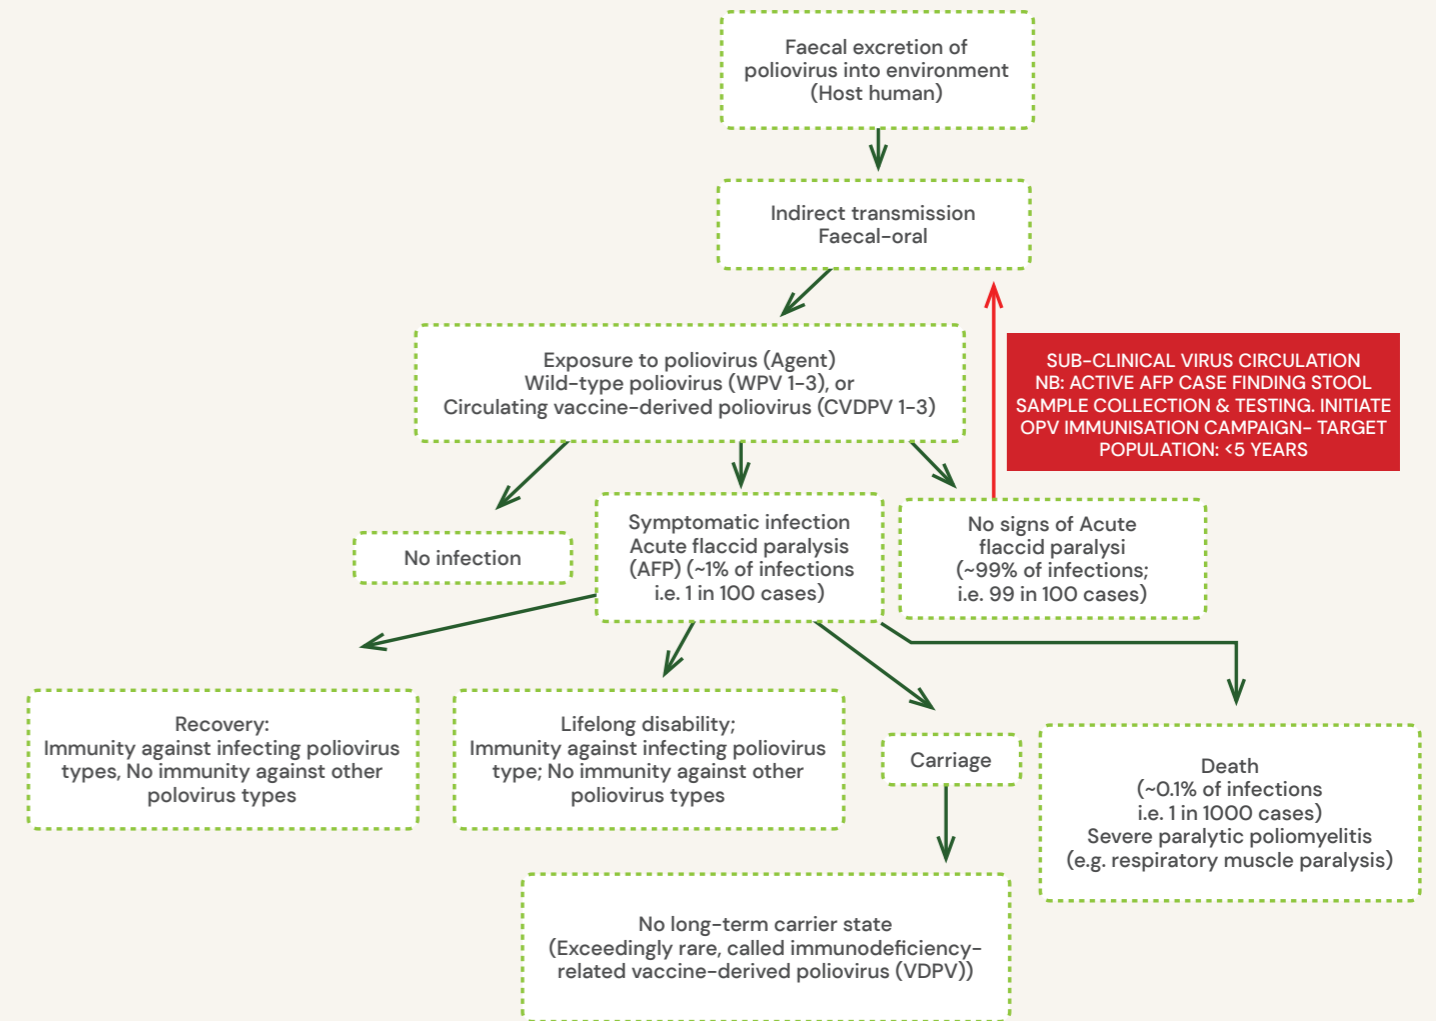 Faecal excretion of
poliovirus into environment
(Host human)
Indirect transmission
Faecal-oral
Exposure to poliovirus (Agent)
Wild-type poliovirus (WPV 1-3), or
Circulating vaccine-derived poliovirus (CVDPV 1-3)
SUB-CLINICAL VIRUS CIRCULATION
NB: ACTIVE AFP CASE FINDING STOOL
SAMPLE COLLECTION & TESTING. INITIATE
OPV IMMUNISATION CAMPAIGN- TARGET
POPULATION: <5 YEARS
No infection
Symptomatic infection
Acute flaccid paralysis
(AFP) (~1% of infections
i.e. 1 in 100 cases)
No signs of Acute
flaccid paralysi
(~99% of infections;
i.e. 99 in 100 cases)
Recovery:
Immunity against infecting poliovirus
types, No immunity against other
polovirus types
Lifelong disability;
Immunity against infecting poliovirus
type; No immunity against other
poliovirus types
Carriage
Death
(~0.1% of infections
i.e. 1 in 1000 cases)
Severe paralytic poliomyelitis
(e.g. respiratory muscle paralysis)
No long-term carrier state
(Exceedingly rare, called immunodeficiency-
related vaccine-derived poliovirus (VDPV))